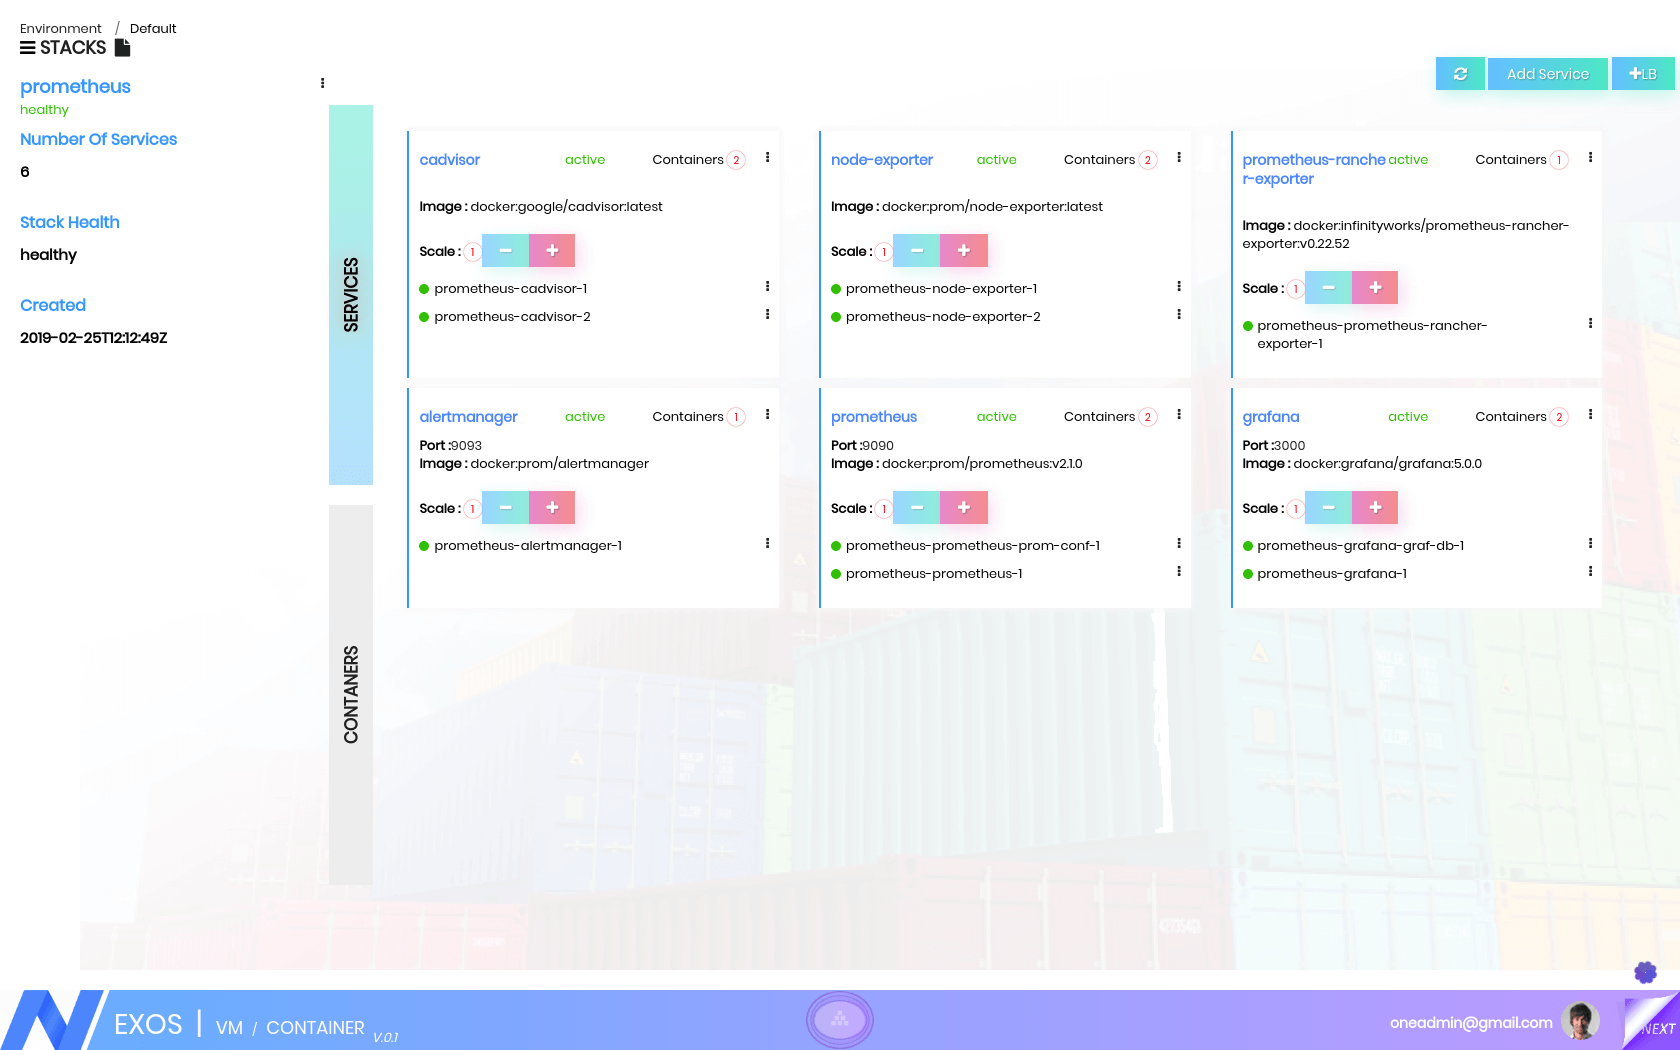 Environment / Default
STACKS
prometheus
healthy
Number Of Services
6
Stack Health
healthy
Created
2019-02-25T12:12:49Z
SERVICES
CONTANERS
Add Service
LB
cadvisor active Containers 2
Image : docker:google/cadvisor:latest
Scale : 1
prometheus-cadvisor-1
prometheus-cadvisor-2
node-exporter active Containers 2
Image : docker:prom/node-exporter:latest
Scale : 1
prometheus-node-exporter-1
prometheus-node-exporter-2
prometheus-ranche active Containers 1
r-exporter
Image : docker:infinityworks/prometheus-rancher-
exporter:v0.22.52
Scale : 1
prometheus-prometheus-rancher-
exporter-1
alertmanager active Containers 1
Port :9093
Image : docker:prom/alertmanager
Scale : 1
prometheus-alertmanager-1
prometheus active Containers 2
Port :9090
Image : docker:prom/prometheus:v2.1.0
Scale : 1
prometheus-prometheus-prom-conf-1
prometheus-prometheus-1
grafana active Containers 2
Port :3000
Image : docker:grafana/grafana:5.0.0
Scale : 1
prometheus-grafana-graf-db-1
prometheus-grafana-1
EXOS | VM / CONTAINER V.0.1
oneadmin@gmail.com
NEXT